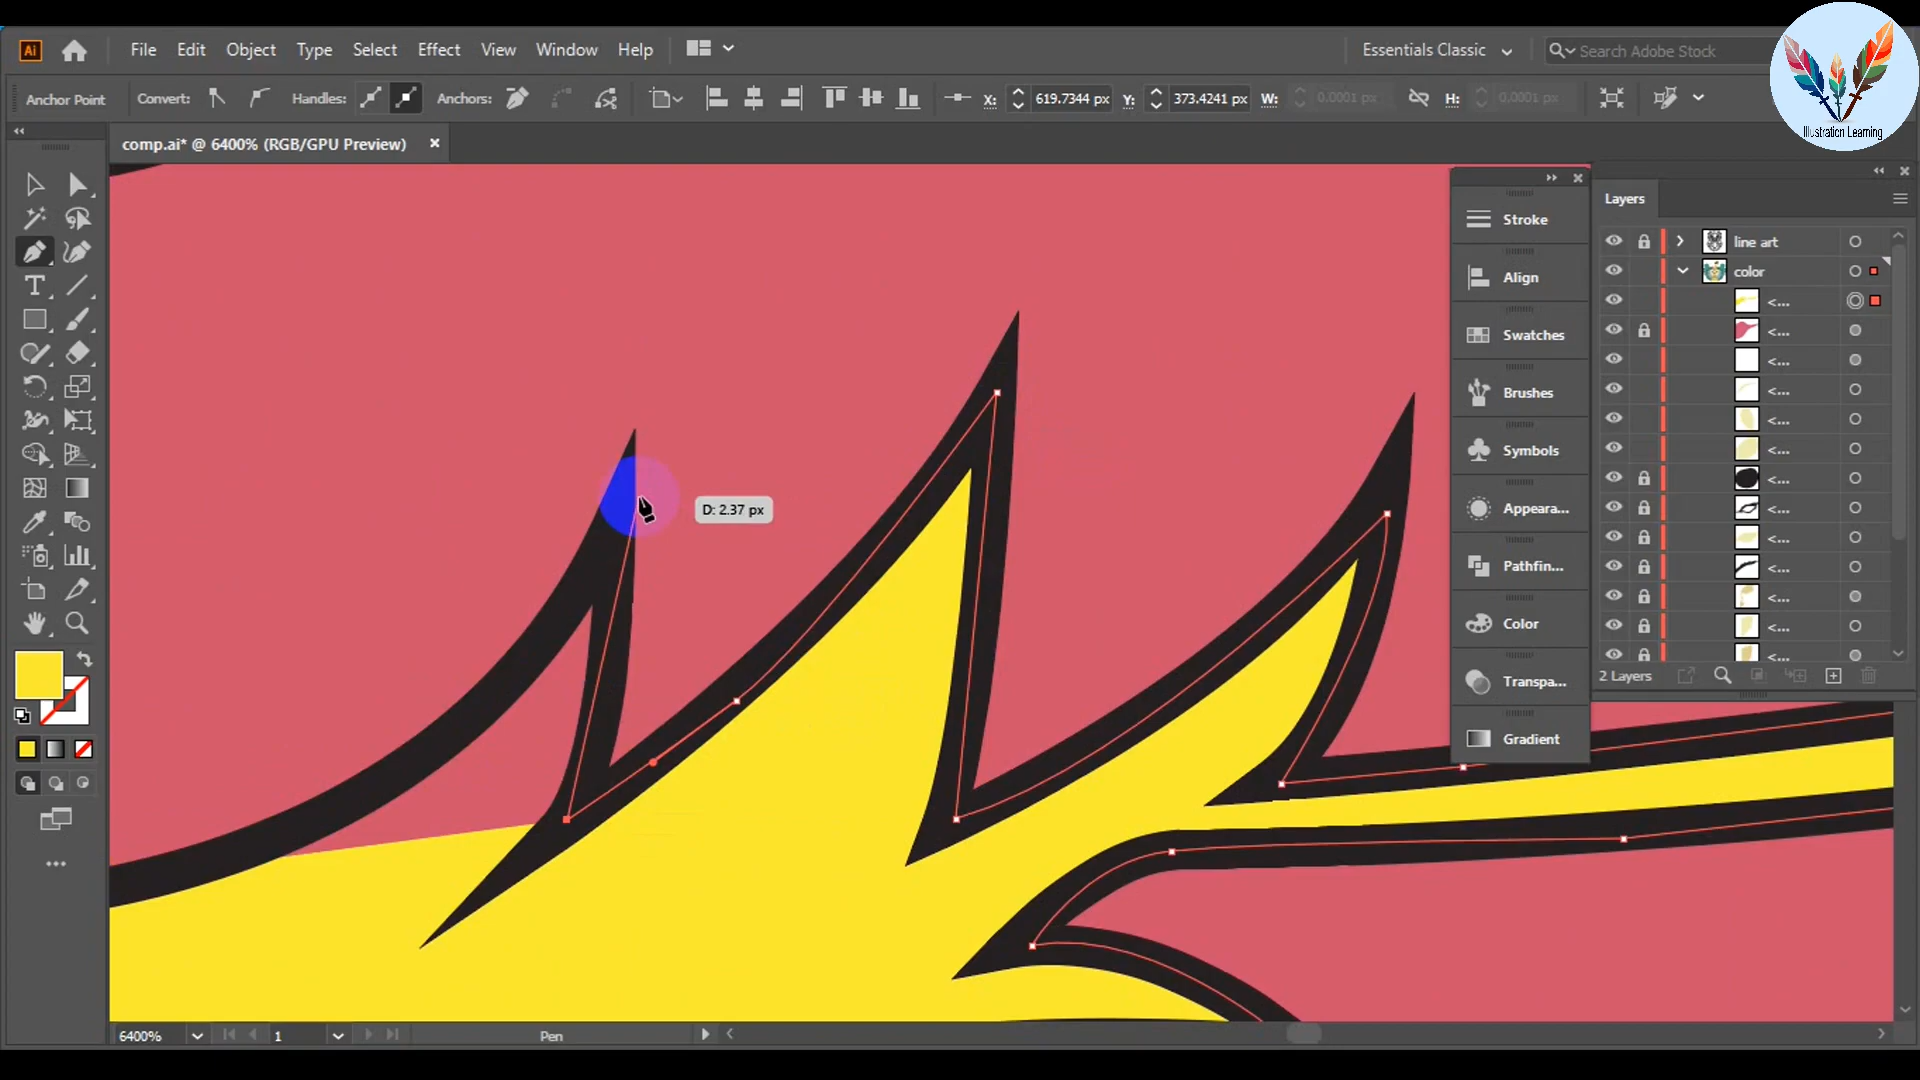 Ai File Edit Object Type Select Effect View Window Help Essentials Classic Search Adobe Stock
Anchor Point Convert: Handles: Anchors: X: 619.7344 px Y: 373.4241 px W: 0.0001 px H: 0.0001 px
Illustration Learning
comp.ai* @ 6400% (RGB/GPU Preview)
Layers
Stroke
line art
Align
color
<...
<...
Swatches
<...
Brushes
<...
<...
Symbols
<...
<...
Appeara...
<...
D: 2.37 px
<...
Pathfin...
<...
<...
Color
<...
<...
Transpa...
2 Layers
Gradient
6400% 1 Pen